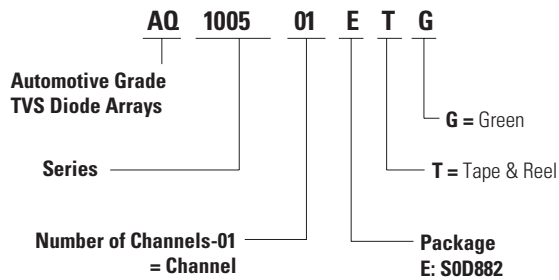 AQ 1005 01 E T G
Automotive Grade
TVS Diode Arrays
G = Green
Series
T = Tape & Reel
Number of Channels-01
= Channel
Package
E: S0D882